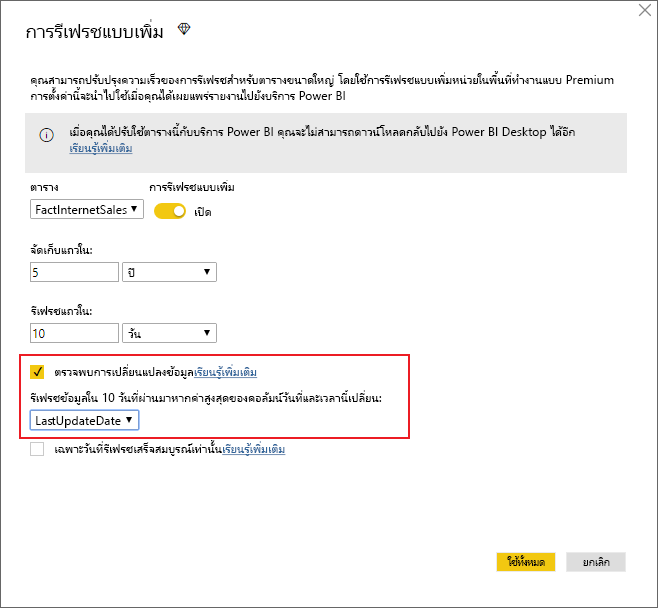 การรีเฟรชแบบเพิ่ม
คุณสามารถปรับปรุงความเร็วของการรีเฟรชสำหรับตารางขนาดใหญ่ โดยใช้การรีเฟรชแบบเพิ่มหน่วยในพื้นที่ทำงานแบบ Premium
การตั้งค่านี้จะนำไปใช้เมื่อคุณได้เผยแพร่รายงานไปยังบริการ Power BI
เมื่อคุณได้ปรับใช้ตารางนี้กับบริการ Power BI คุณจะไม่สามารถดาวน์โหลดกลับไปยัง Power BI Desktop ได้อีก
เรียนรู้เพิ่มเติม
ตาราง การรีเฟรชแบบเพิ่ม
FactInternetSales เปิด
จัดเก็บแถวใน:
5 ปี
รีเฟรชแถวใน:
10 วัน
ตรวจพบการเปลี่ยนแปลงข้อมูลเรียนรู้เพิ่มเติม
รีเฟรชข้อมูลใน 10 วันที่ผ่านมาหากค่าสูงสุดของคอลัมน์วันที่และเวลานี้เปลี่ยน:
LastUpdateDate
เฉพาะวันที่รีเฟรชเสร็จสมบูรณ์เท่านั้นเรียนรู้เพิ่มเติม
ใช้ทั้งหมด ยกเลิก